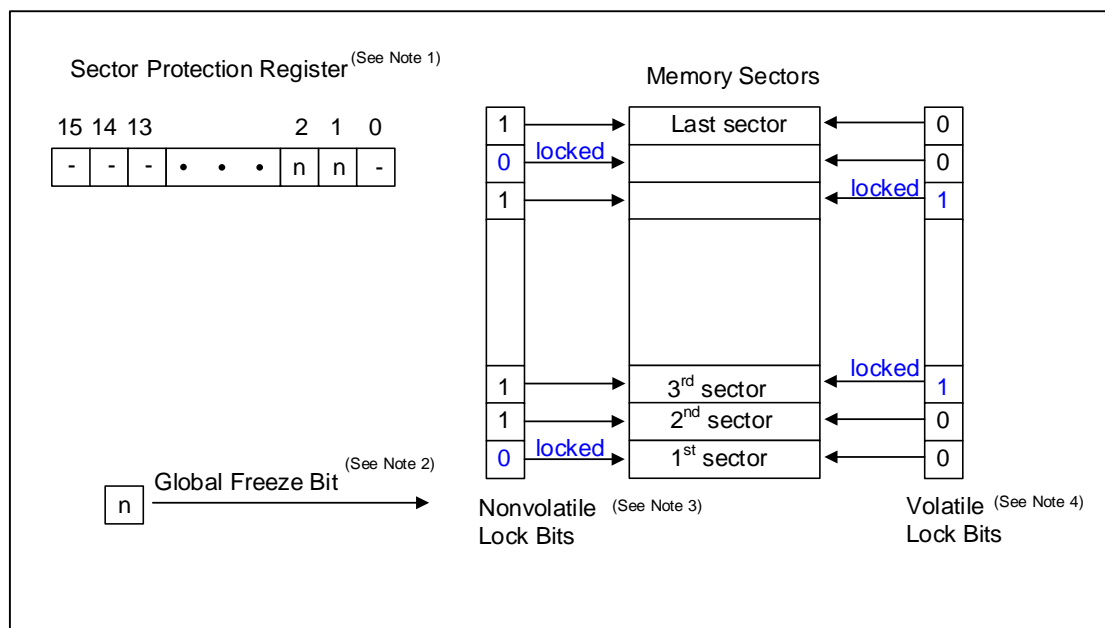 Sector Protection Register (See Note 1)
15 14 13 2 1 0
- - - • • • n n -
Memory Sectors
1 Last sector 0
0 locked 0
1 locked 1
1 3rd sector locked 1
1 2nd sector 0
0 locked 1st sector 0
n Global Freeze Bit (See Note 2)
Nonvolatile (See Note 3)
Lock Bits
Volatile (See Note 4)
Lock Bits